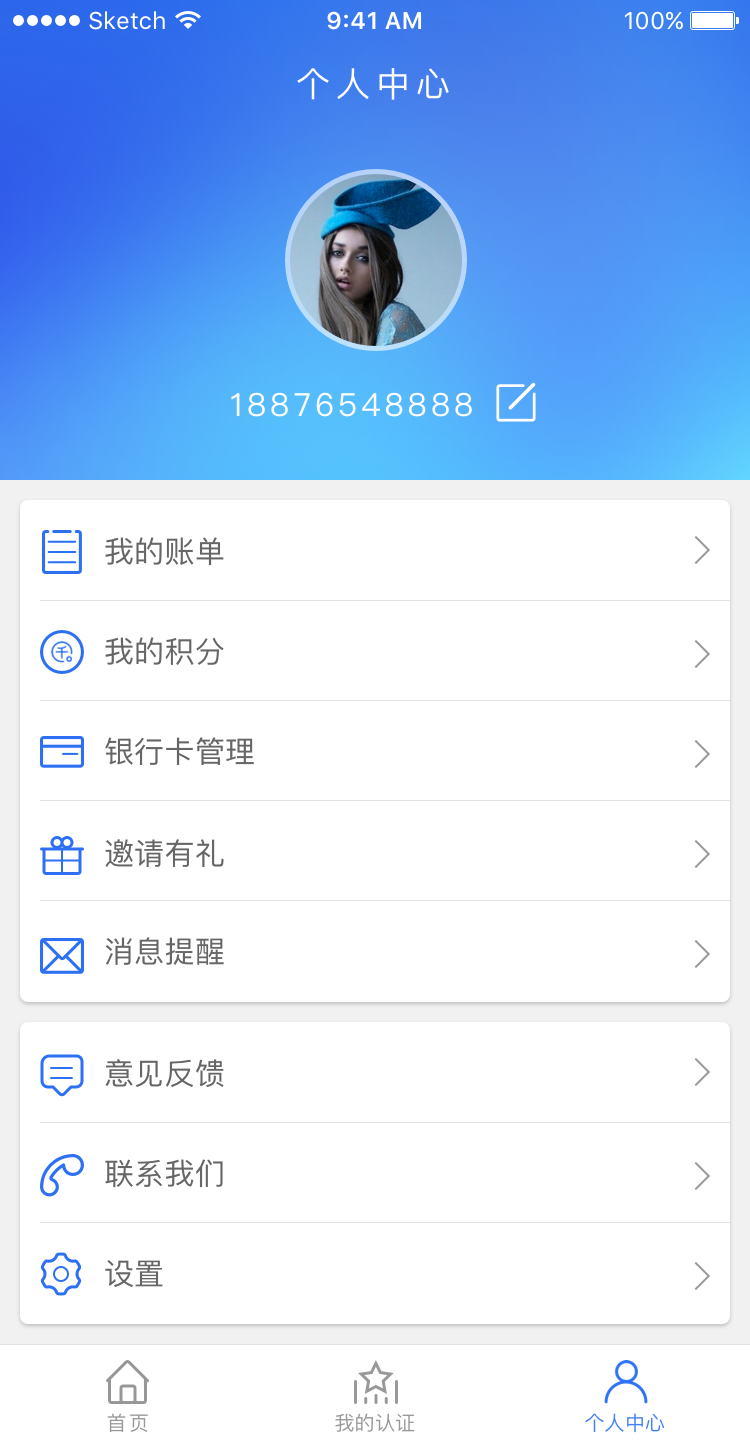 Sketch 9:41 AM 100%
个人中心
18876548888
我的账单
我的积分
银行卡管理
邀请有礼
消息提醒
意见反馈
联系我们
设置
首页 我的认证 个人中心